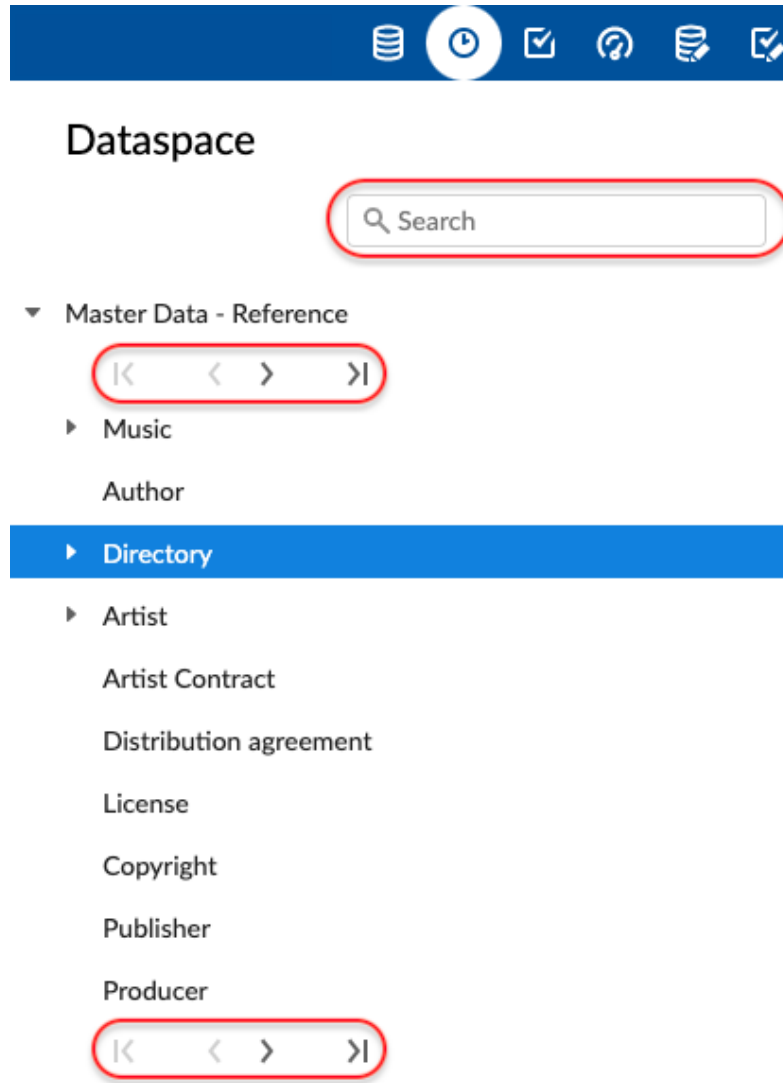 Dataspace
Search
Master Data - Reference
Music
Author
Directory
Artist
Artist Contract
Distribution agreement
License
Copyright
Publisher
Producer